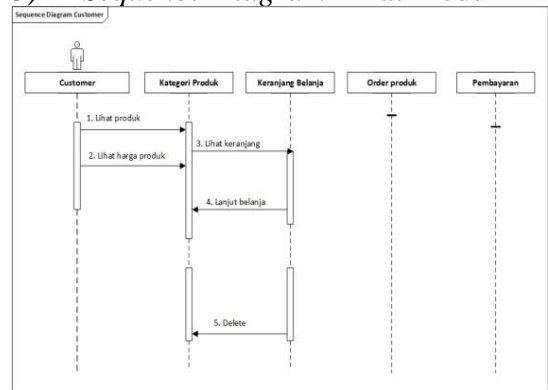 Sequence Diagram Customer
Customer
Kategori Produk
Keranjang Belanja
Order produk
Pembayaran
1. Lihat produk
3. Lihat keranjang
2. Lihat harga produk
4. Lanjut belanja
5. Delete